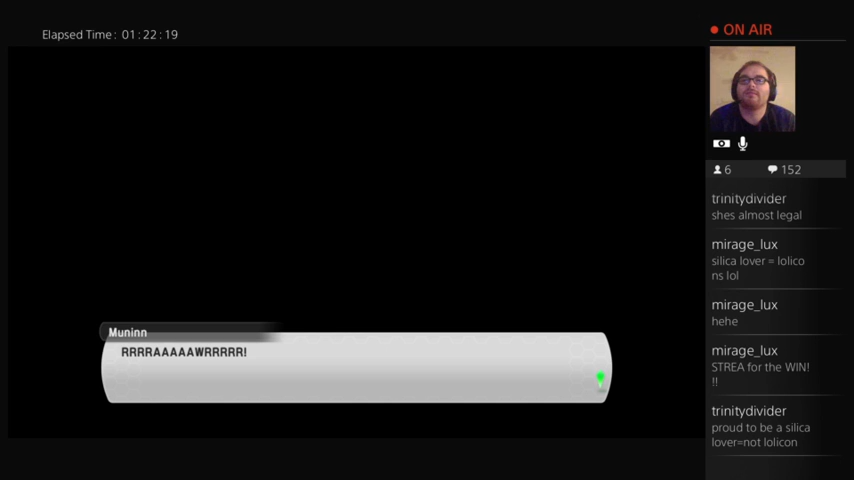 Elapsed Time: 01:22:19
ON AIR
6 152
trinitydivider
shes almost legal
mirage_lux
silica lover = lolico
ns lol
mirage_lux
hehe
mirage_lux
STREA for the WIN!
!!
trinitydivider
proud to be a silica
lover=not lolicon
Muninn
RRRRAAAAAWRRRRR!